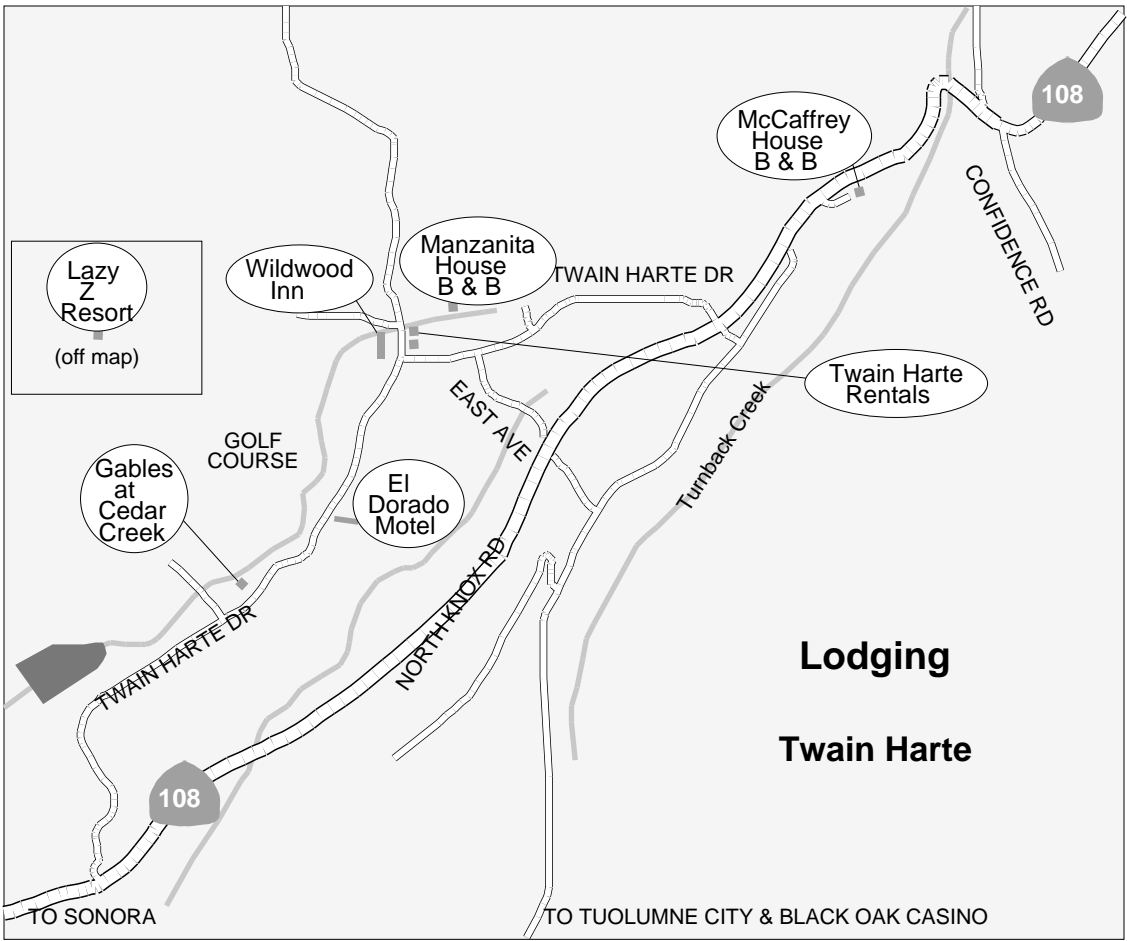 108
McCaffrey
House
B & B
CONFIDENCE RD
Manzanita
House
B & B
TWAIN HARTE DR
Wildwood
Inn
Lazy
Z
Resort
(off map)
Twain Harte
Rentals
EAST AVE
Turnback Creek
GOLF
COURSE
Gables
at
Cedar
Creek
El
Dorado
Motel
NORTH KNOX RD
TWAIN HARTE DR
Lodging
Twain Harte
108
TO SONORA
TO TUOLUMNE CITY & BLACK OAK CASINO